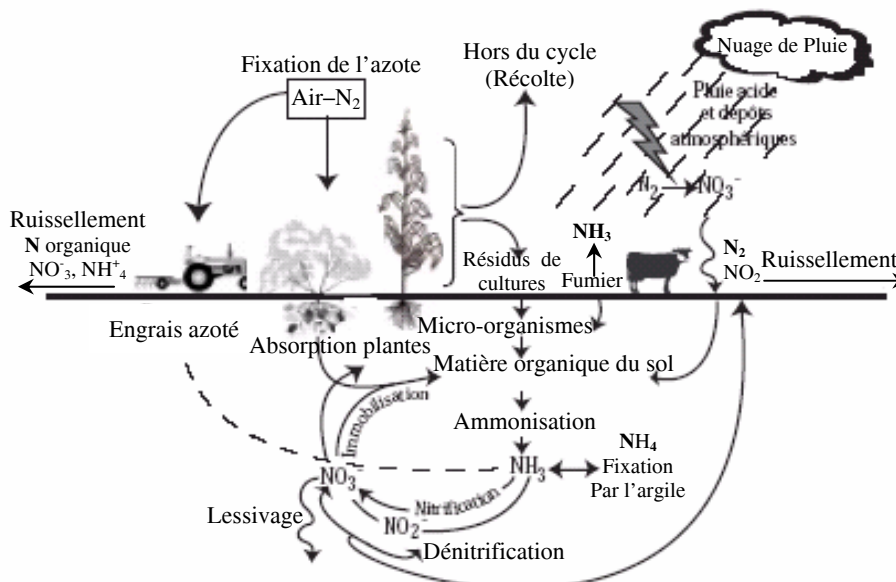 Nuage de Pluie
Hors du cycle
(Récolte)
Fixation de l'azote
Air–N₂
Pluie acide
et dépôts
atmosphériques
N₂ → NO₃⁻
Ruissellement
N organique
NO⁻₃, NH⁺₄
NH₃
N₂
NO₂
Ruissellement
Résidus de
cultures
Fumier
Engrais azoté
Absorption plantes
Micro-organismes
Matière organique du sol
Immobilisation
Ammonisation
NH₄
Fixation
Par l'argile
NO₃⁻
NH₃
Nitrification
NO₂⁻
Lessivage
Dénitrification